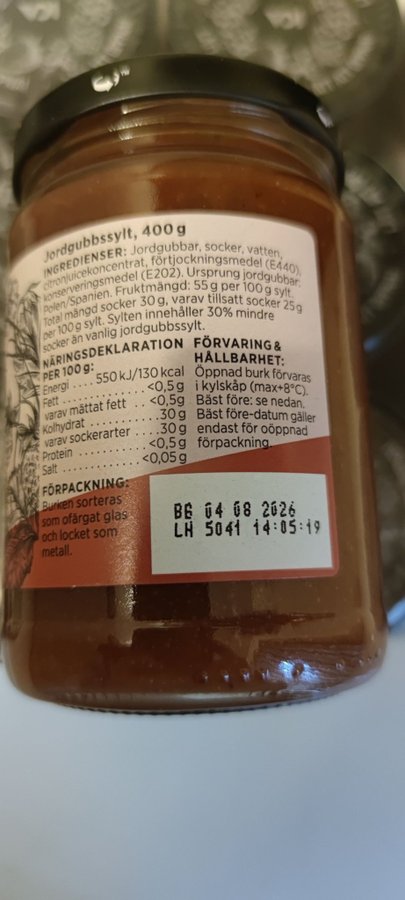 Jordgubbssylt, 400 g
INGREDIENSER: Jordgubbar, socker, vatten,
citronjuicekoncentrat, förtjockningsmedel (E440),
konserveringsmedel (E202). Ursprung jordgubbar:
Polen/Spanien. Fruktmängd: 55 g per 100 g sylt.
Total mängd socker 30 g, varav tillsatt socker 25 g
per 100 g sylt. Sylten innehåller 30% mindre
socker än vanlig jordgubbssylt.
NÄRINGSDEKLARATION
PER 100 g:
Energi .... 550 kJ/130 kcal
Fett ............ <0,5 g
varav mättat fett .. <0,5g
Kolhydrat .......... 30 g
varav sockerarter .. 30 g
Protein .......... <0,5 g
Salt ............ <0,05 g
FÖRVARING &
HÅLLBARHET:
Öppnad burk förvaras
i kylskåp (max+8°C).
Bäst före: se nedan.
Bäst före-datum gäller
endast för oöppnad
förpackning.
FÖRPACKNING:
Burken sorteras
som ofärgat glas
och locket som
metall.
BE 04 08 2026
LH 5041 14:05:19